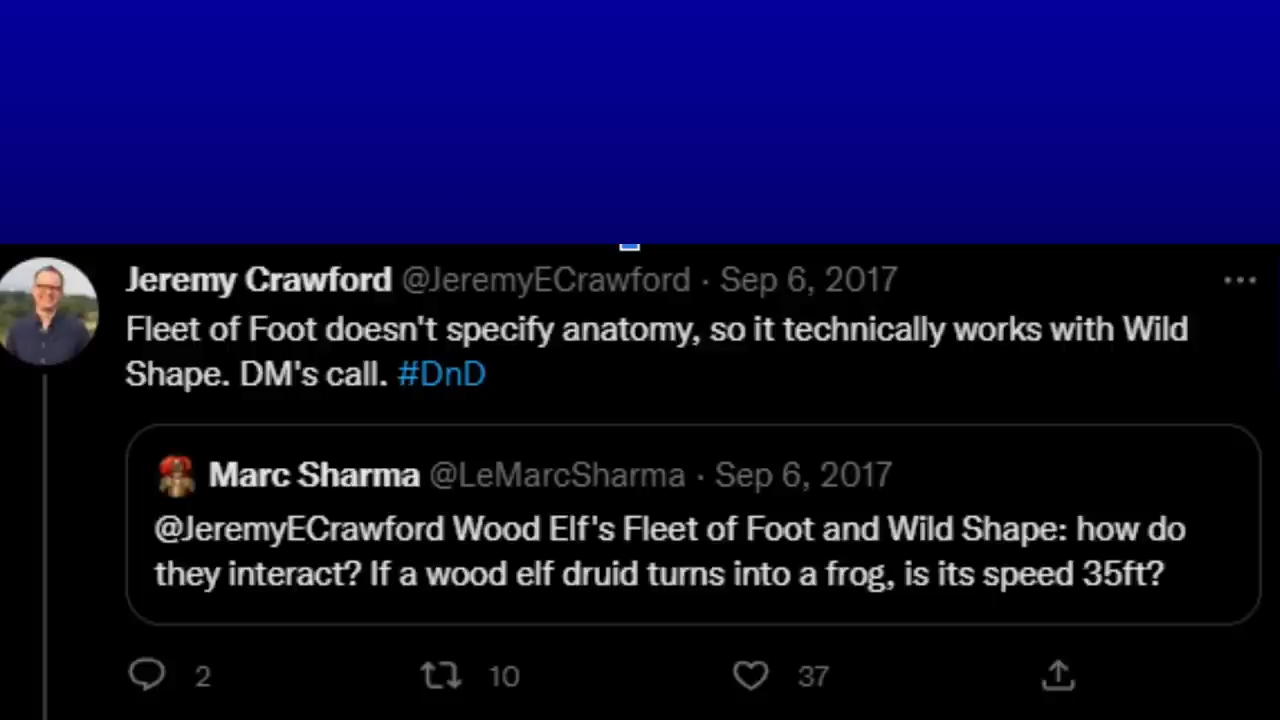 Jeremy Crawford @JeremyECrawford · Sep 6, 2017
Fleet of Foot doesn't specify anatomy, so it technically works with Wild
Shape. DM's call. #DnD
Marc Sharma @LeMarcSharma · Sep 6, 2017
@JeremyECrawford Wood Elf's Fleet of Foot and Wild Shape: how do
they interact? If a wood elf druid turns into a frog, is its speed 35ft?
2 10 37